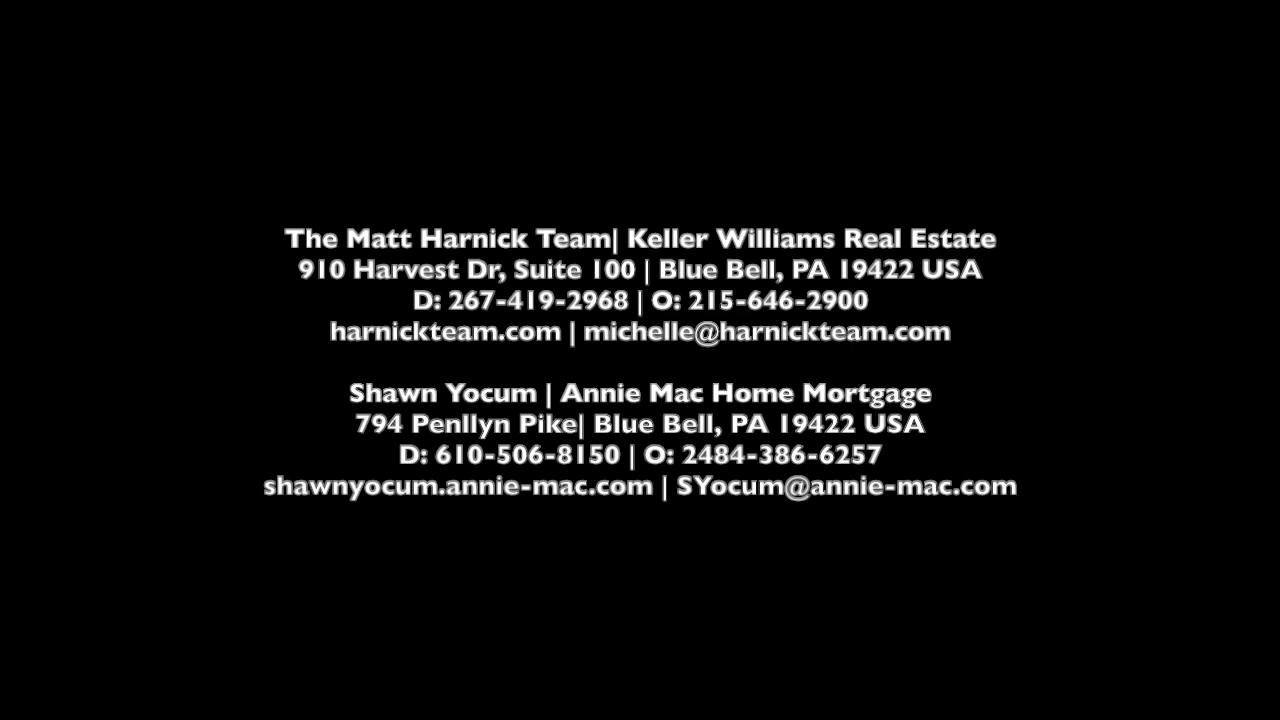 The Matt Harnick Team| Keller Williams Real Estate
910 Harvest Dr, Suite 100 | Blue Bell, PA 19422 USA
D: 267-419-2968 | O: 215-646-2900
harnickteam.com | michelle@harnickteam.com
Shawn Yocum | Annie Mac Home Mortgage
794 Penllyn Pike| Blue Bell, PA 19422 USA
D: 610-506-8150 | O: 2484-386-6257
shawnyocum.annie-mac.com | SYocum@annie-mac.com